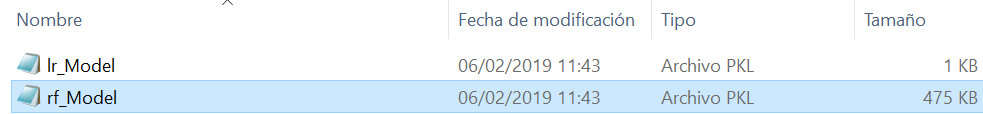 Nombre Fecha de modificación Tipo Tamaño
lr_Model 06/02/2019 11:43 Archivo PKL 1 KB
rf_Model 06/02/2019 11:43 Archivo PKL 475 KB